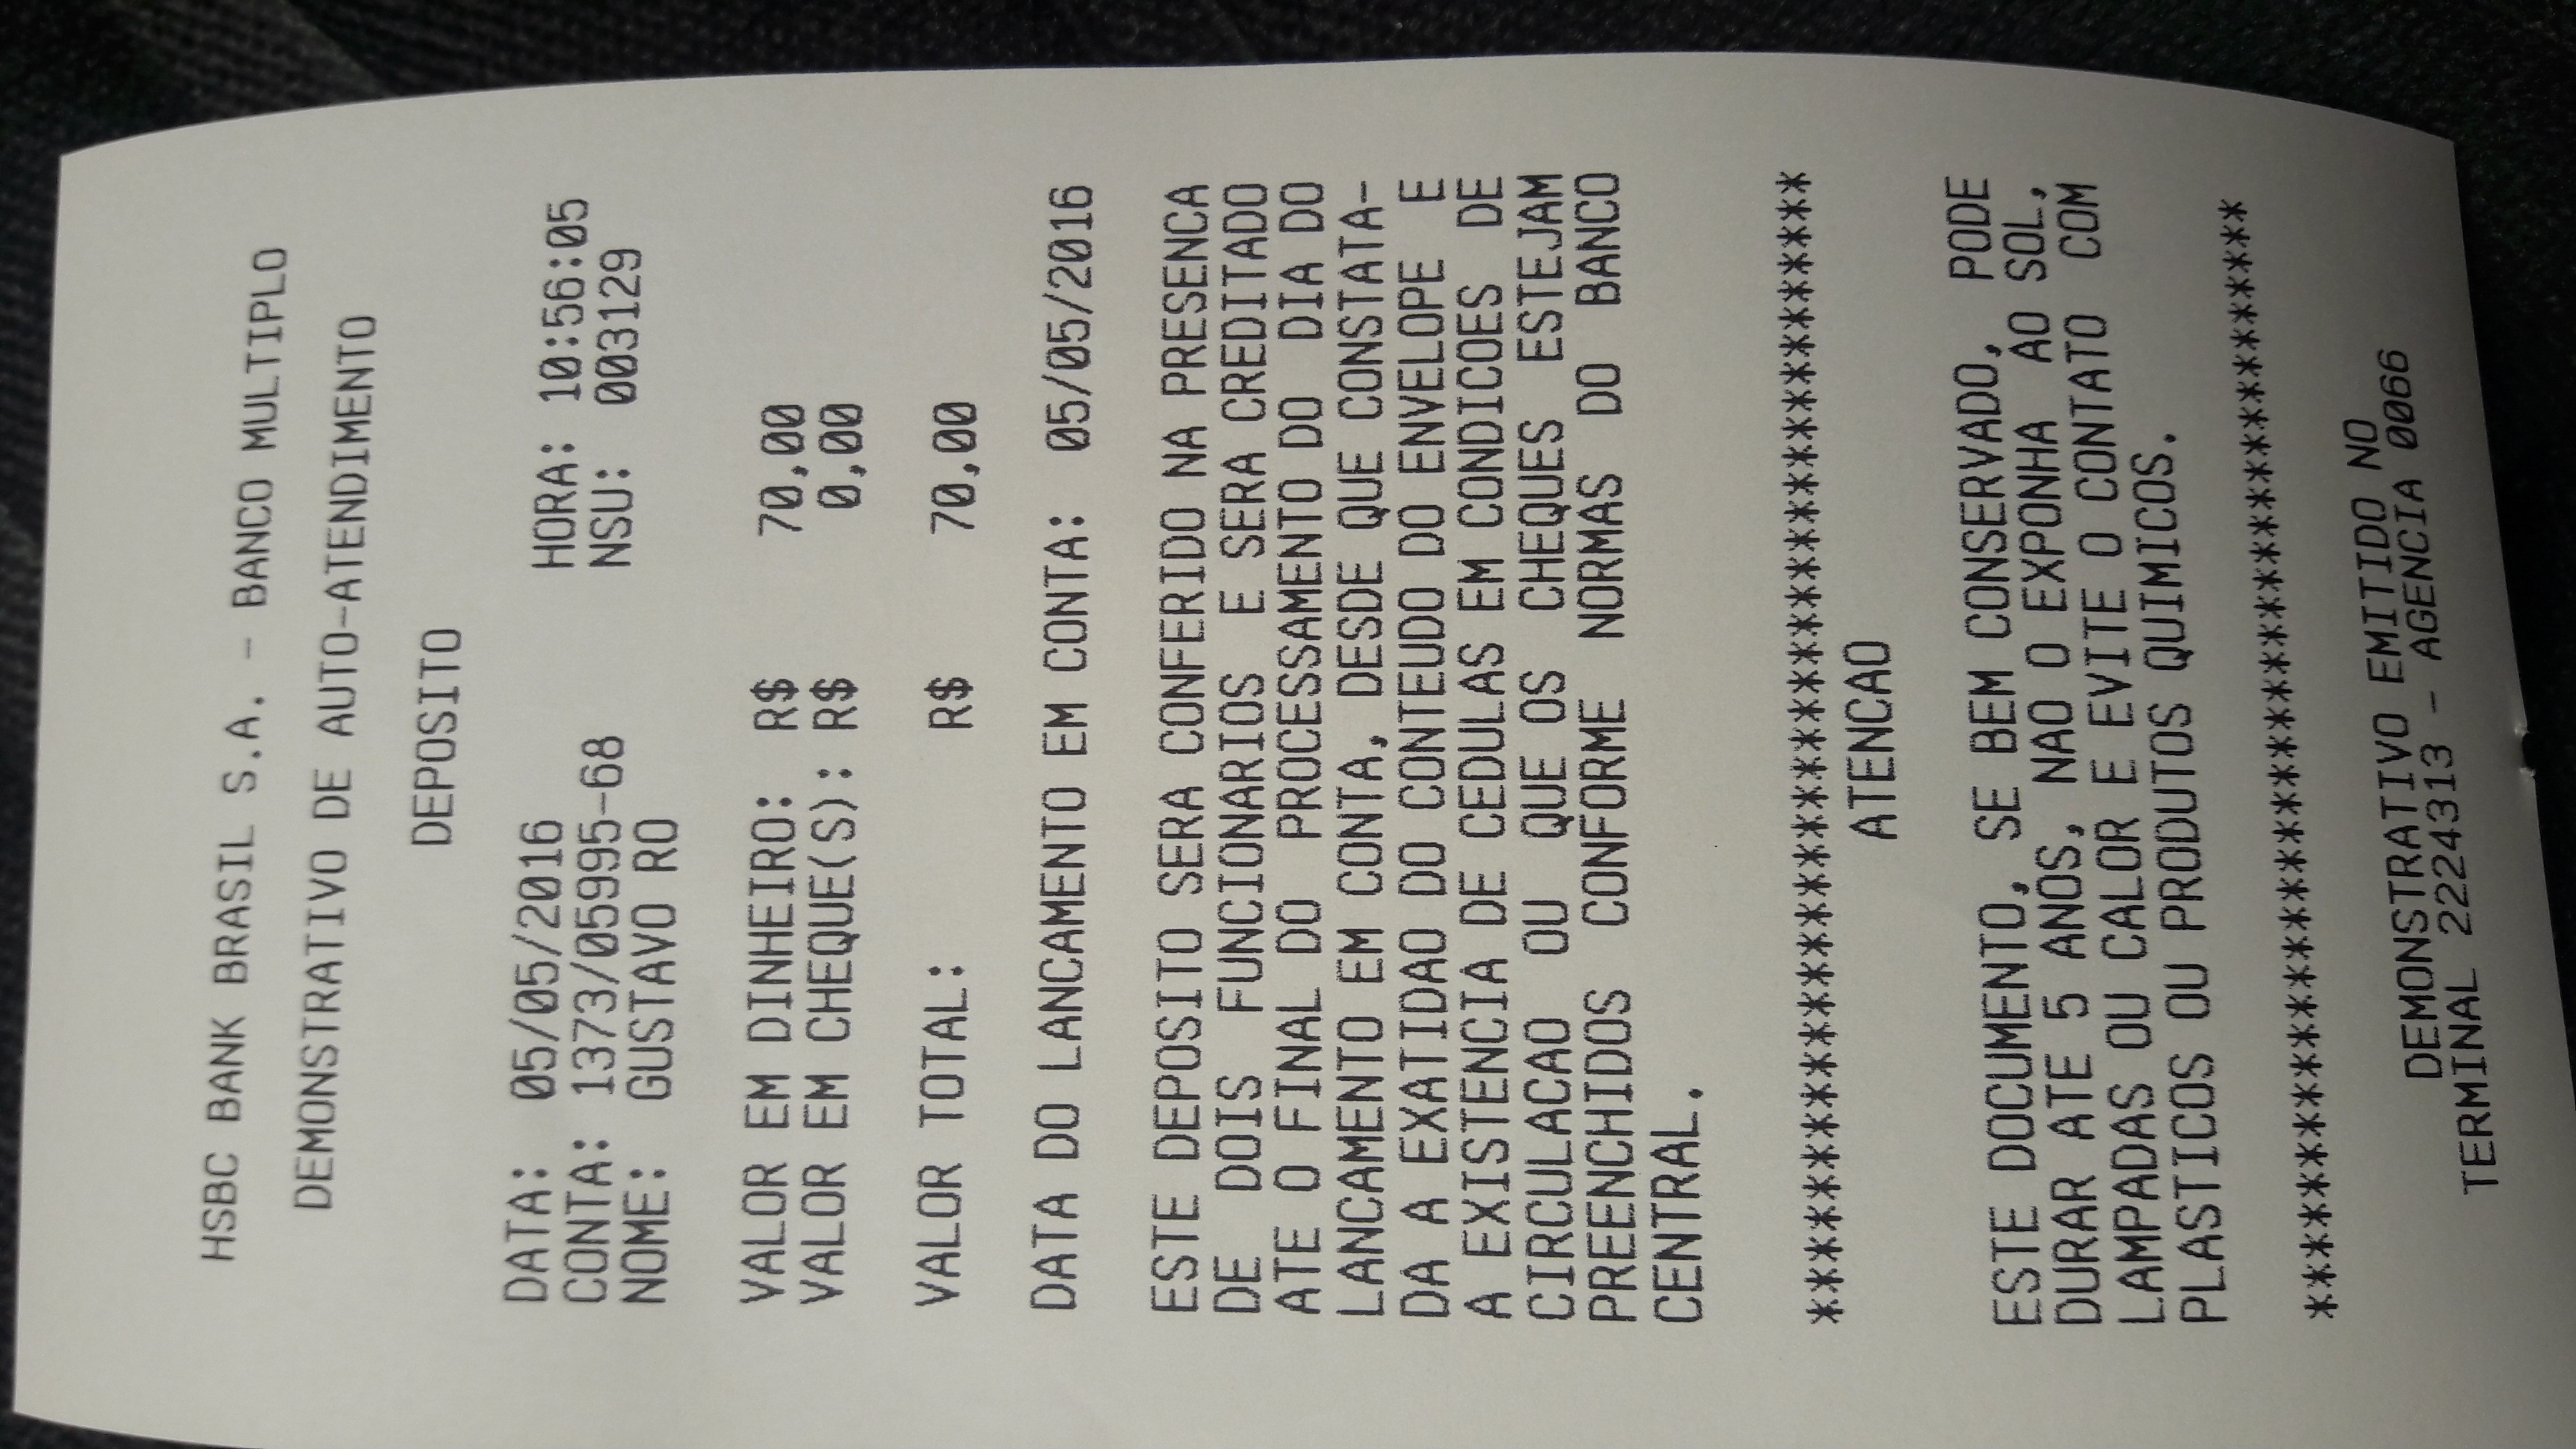 HSBC BANK BRASIL S.A. - BANCO MULTIPLO
DEMONSTRATIVO DE AUTO-ATENDIMENTO
DEPOSITO
DATA: 05/05/2016 HORA: 10:56:05
CONTA: 1373/05995-68 NSU: 003129
NOME: GUSTAVO RO
VALOR EM DINHEIRO: R$ 70,00
VALOR EM CHEQUE(S): R$ 0,00
VALOR TOTAL: R$ 70,00
DATA DO LANCAMENTO EM CONTA: 05/05/2016
ESTE DEPOSITO SERA CONFERIDO NA PRESENCA
DE DOIS FUNCIONARIOS E SERA CREDITADO
ATE O FINAL DO PROCESSAMENTO DO DIA DO
LANCAMENTO EM CONTA, DESDE QUE CONSTATA-
DA A EXATIDAO DO CONTEUDO DO ENVELOPE E
A EXISTENCIA DE CEDULAS EM CONDICOES DE
CIRCULACAO OU QUE OS CHEQUES ESTEJAM
PREENCHIDOS CONFORME NORMAS DO BANCO
CENTRAL.
****************************************
ATENCAO
ESTE DOCUMENTO, SE BEM CONSERVADO, PODE
DURAR ATE 5 ANOS, NAO O EXPONHA AO SOL,
LAMPADAS OU CALOR E EVITE O CONTATO COM
PLASTICOS OU PRODUTOS QUIMICOS.
****************************************
DEMONSTRATIVO EMITIDO NO
TERMINAL 2224313 - AGENCIA 0066